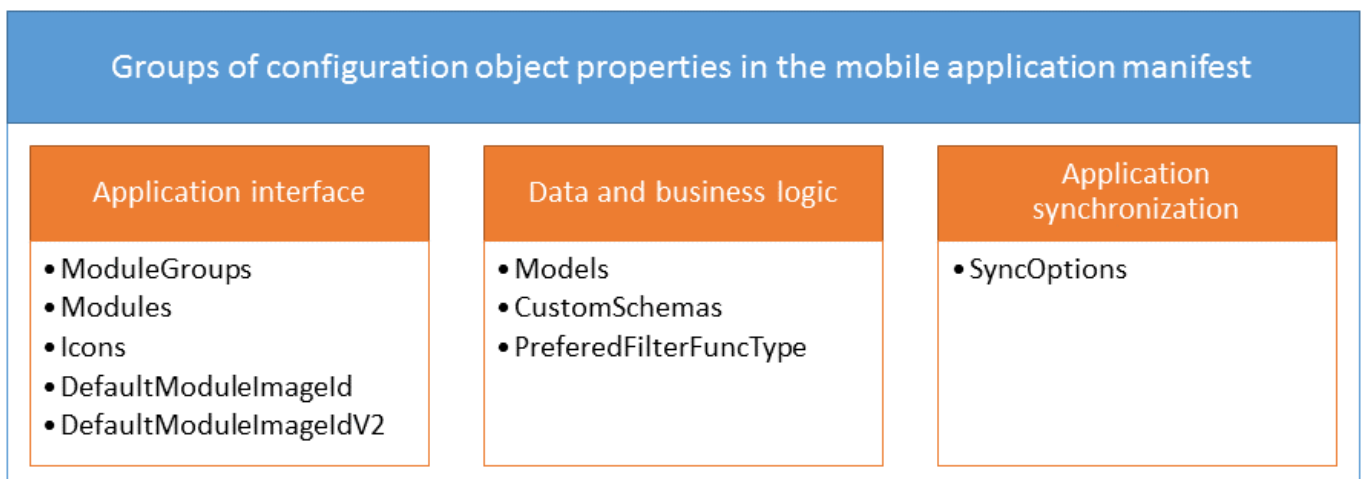 Groups of configuration object properties in the mobile application manifest
Application interface
• ModuleGroups
• Modules
• Icons
• DefaultModuleImageId
• DefaultModuleImageIdV2
Data and business logic
• Models
• CustomSchemas
• PreferedFilterFuncType
Application
synchronization
• SyncOptions